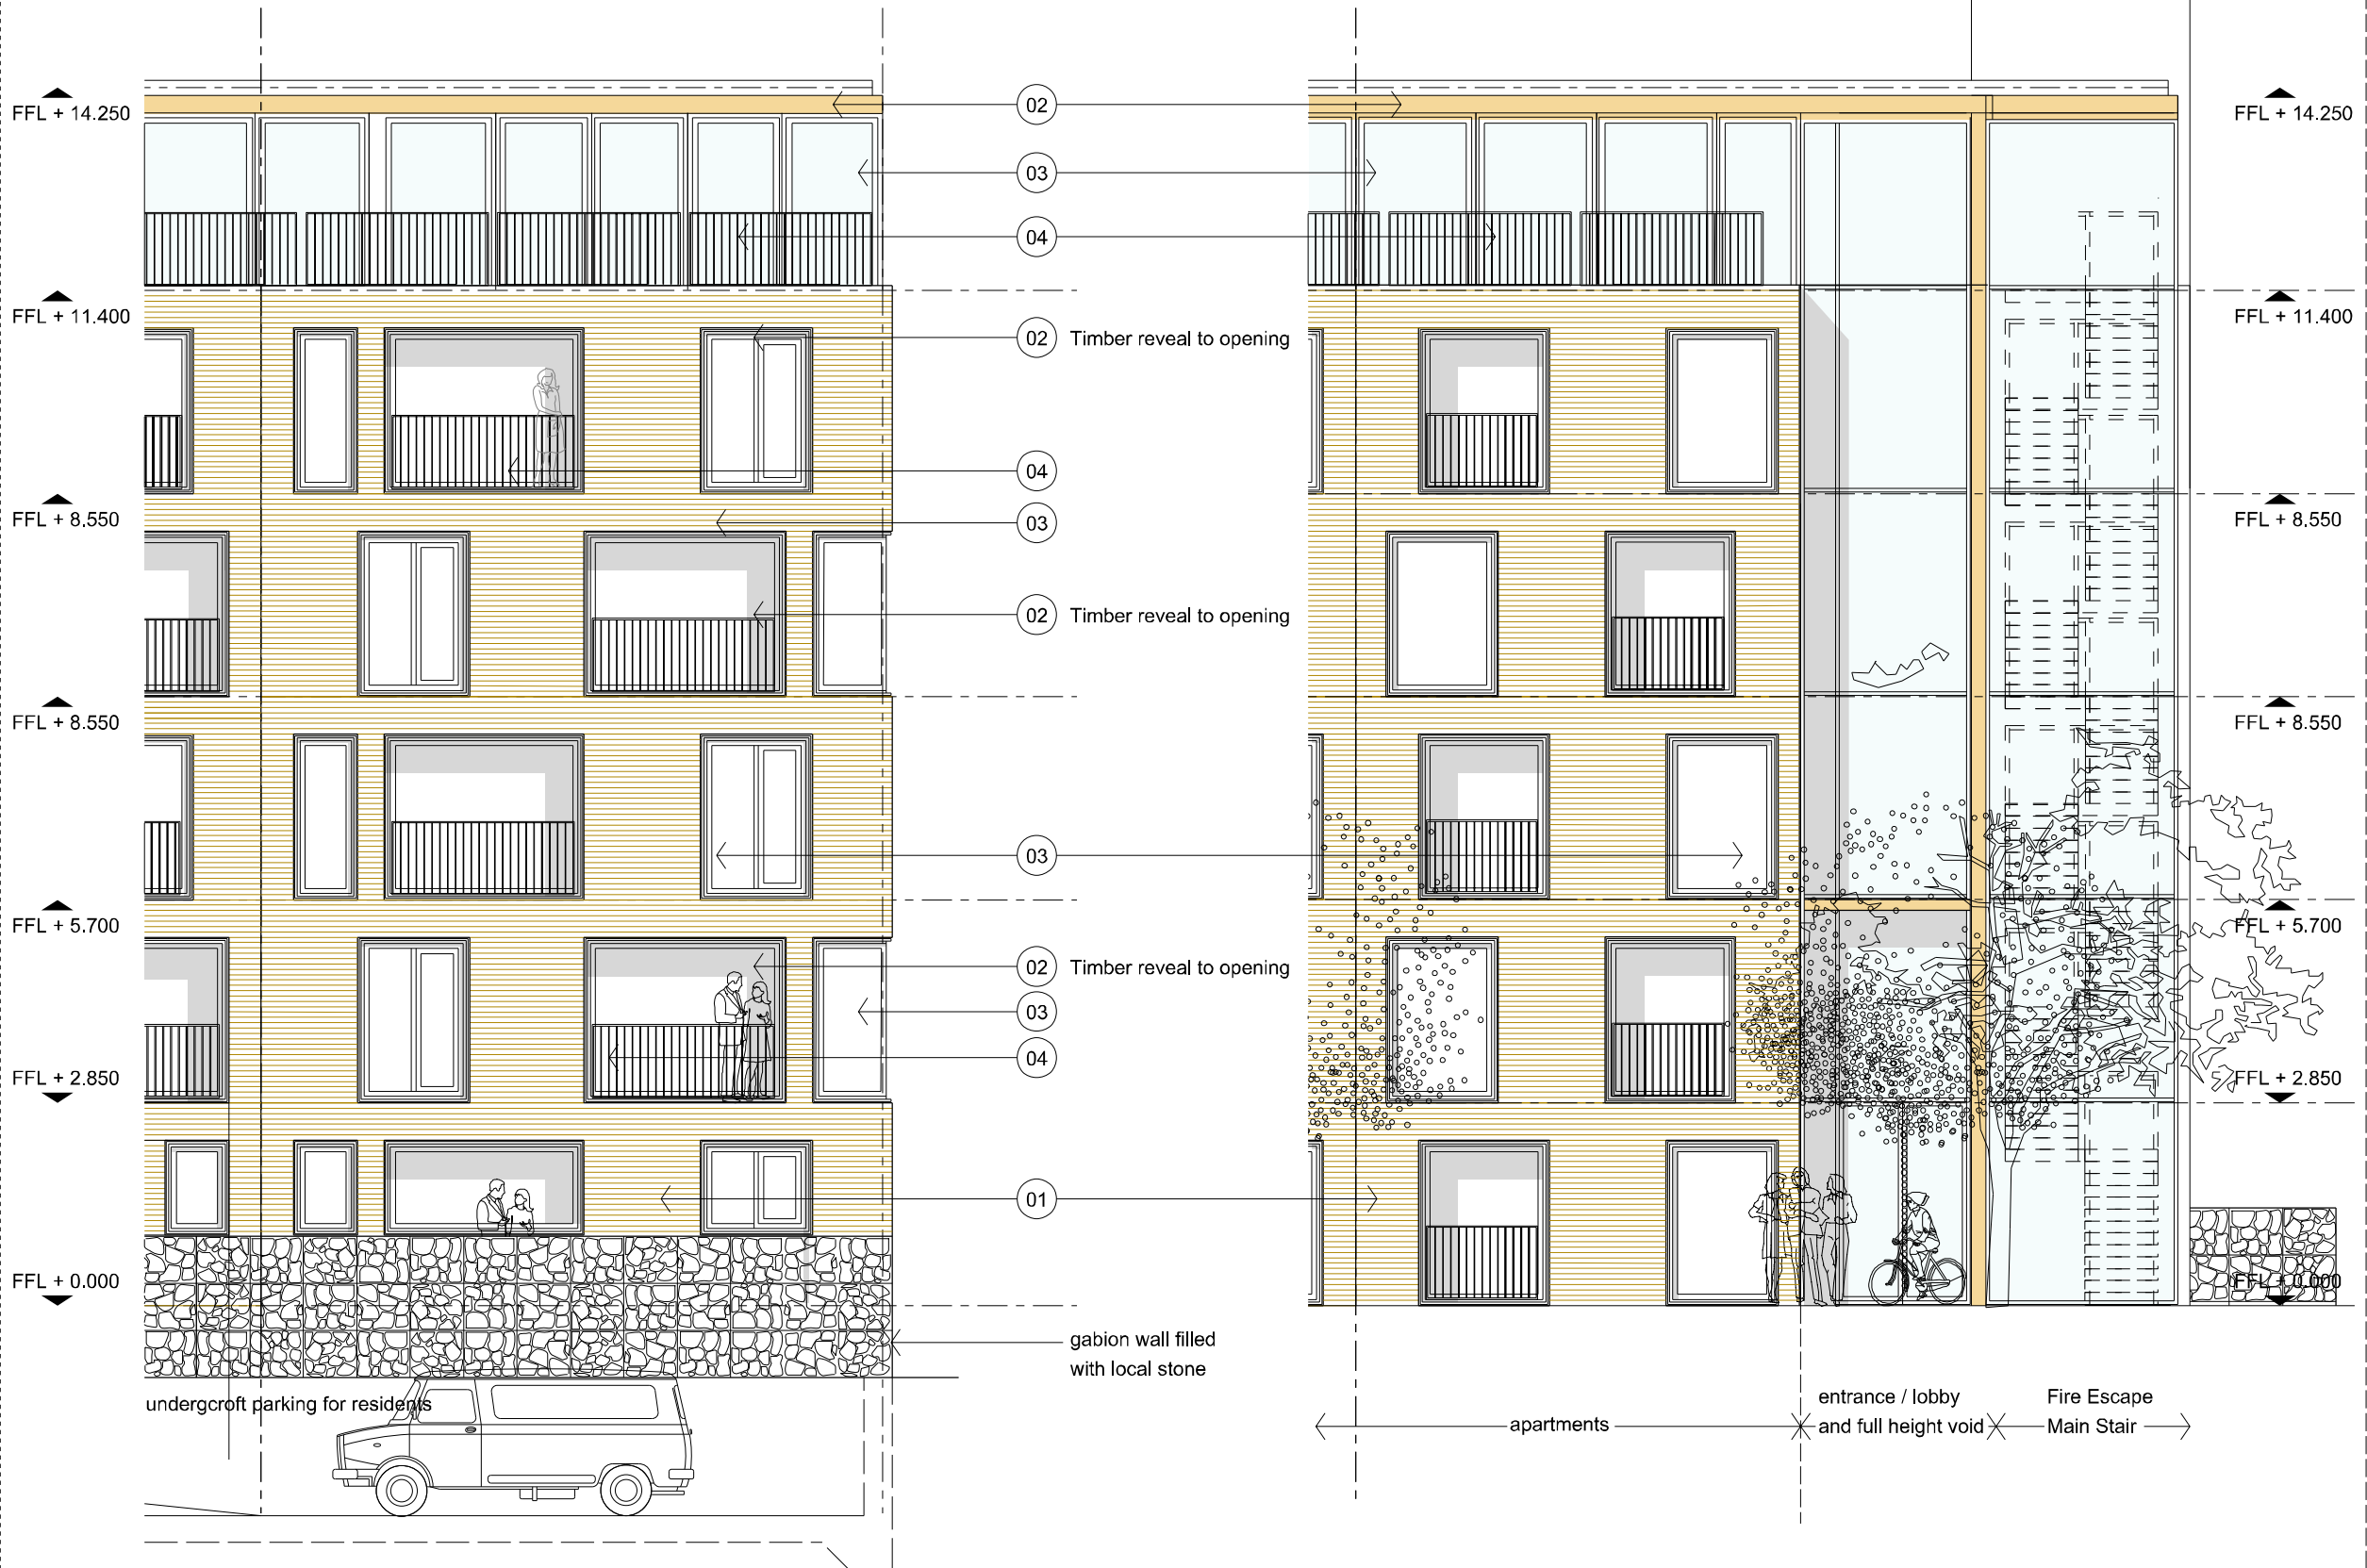 FFL + 14.250
02
FFL + 14.250
03
04
FFL + 11.400
FFL + 11.400
02 Timber reveal to opening
04
FFL + 8.550
03
FFL + 8.550
02 Timber reveal to opening
FFL + 8.550
FFL + 8.550
03
FFL + 5.700
FFL + 5.700
02 Timber reveal to opening
03
04
FFL + 2.850
FFL + 2.850
01
FFL + 0.000
FFL + 0.000
gabion wall filled
with local stone
undergcroft parking for residents
apartments
entrance / lobby
and full height void
Fire Escape
Main Stair